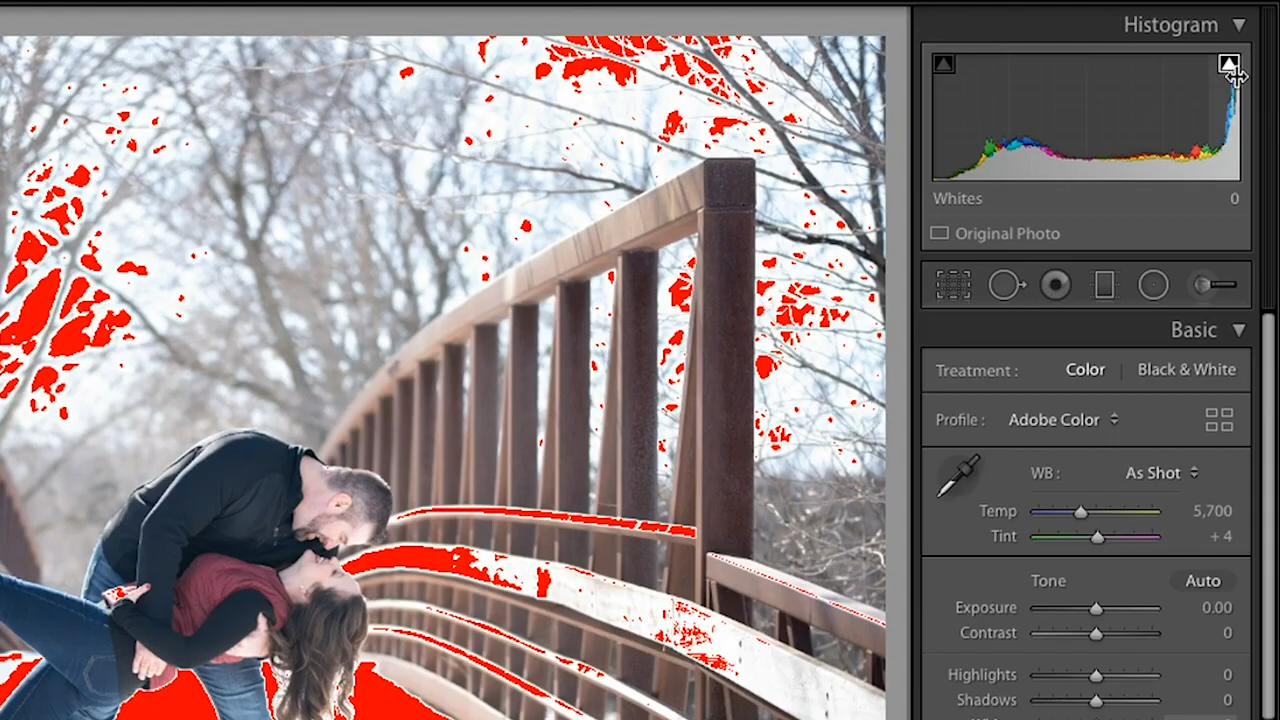 Histogram
Whites 0
Original Photo
Basic
Treatment : Color | Black & White
Profile : Adobe Color
WB : As Shot
Temp 5,700
Tint + 4
Tone Auto
Exposure 0.00
Contrast 0
Highlights 0
Shadows 0